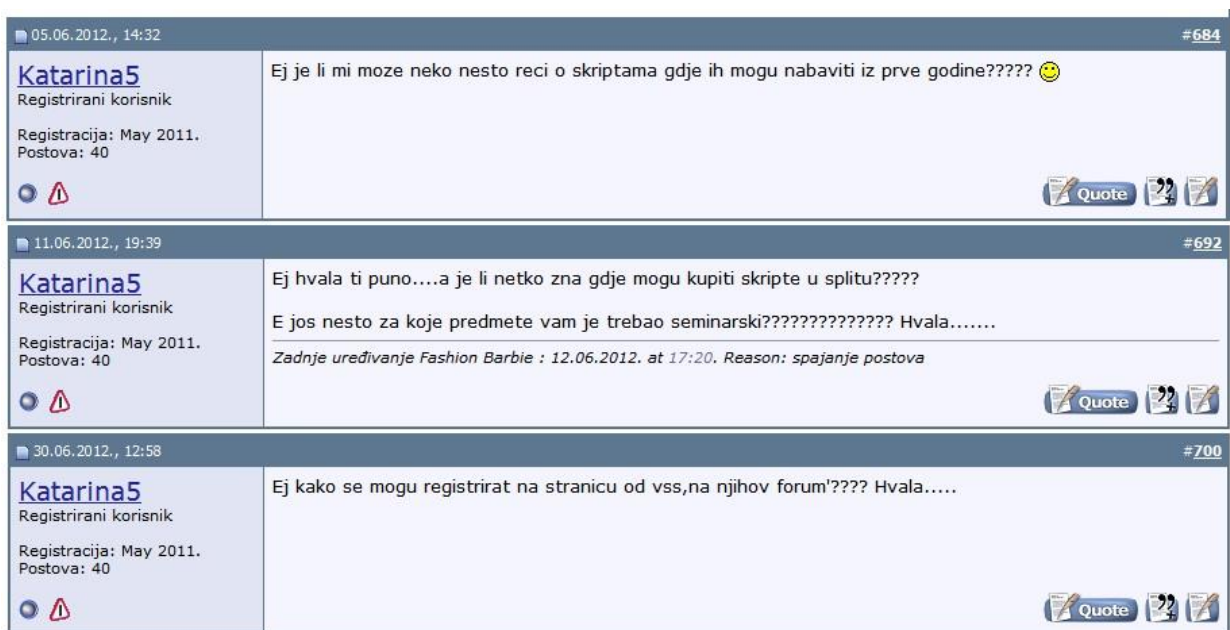 05.06.2012., 14:32 #684
Katarina5
Registrirani korisnik
Registracija: May 2011.
Postova: 40
Ej je li mi moze neko nesto reci o skriptama gdje ih mogu nabaviti iz prve godine?????
Quote
11.06.2012., 19:39 #692
Katarina5
Registrirani korisnik
Registracija: May 2011.
Postova: 40
Ej hvala ti puno....a je li netko zna gdje mogu kupiti skripte u splitu?????
E jos nesto za koje predmete vam je trebao seminarski?????????????? Hvala.......
Zadnje uređivanje Fashion Barbie : 12.06.2012. at 17:20. Reason: spajanje postova
Quote
30.06.2012., 12:58 #700
Katarina5
Registrirani korisnik
Registracija: May 2011.
Postova: 40
Ej kako se mogu registrirat na stranicu od vss,na njihov forum'???? Hvala.....
Quote